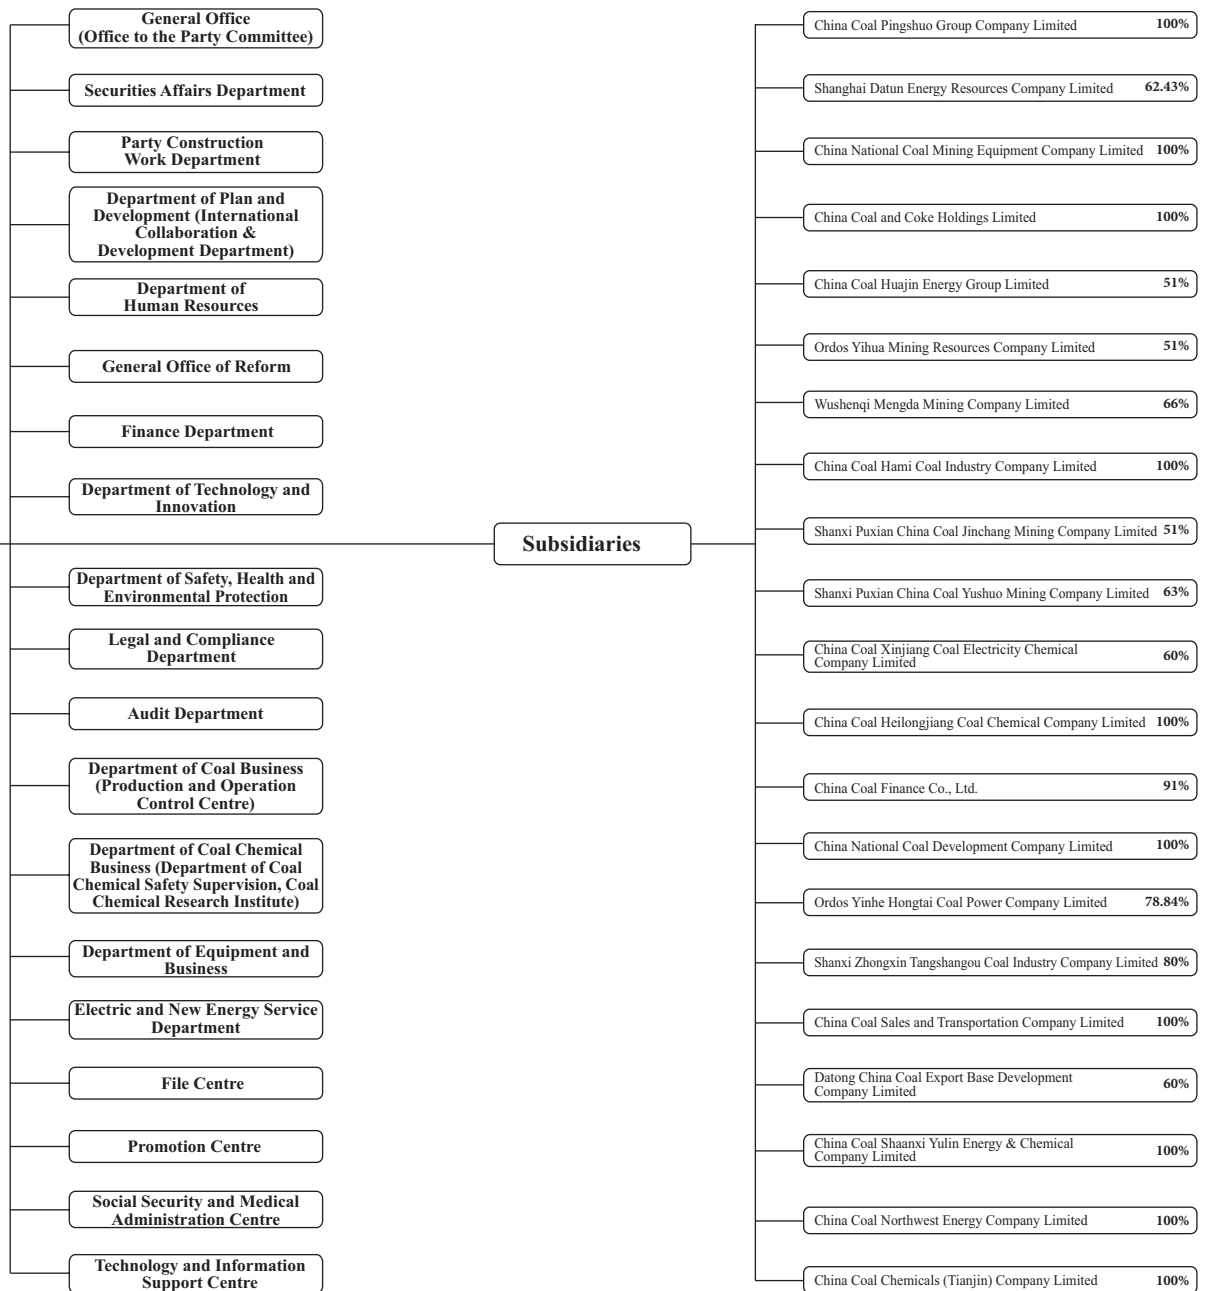 General Office
(Office to the Party Committee)
Securities Affairs Department
Party Construction
Work Department
Department of Plan and
Development (International
Collaboration &
Development Department)
Department of
Human Resources
General Office of Reform
Finance Department
Department of Technology and
Innovation
Department of Safety, Health and
Environmental Protection
Legal and Compliance
Department
Audit Department
Department of Coal Business
(Production and Operation
Control Centre)
Department of Coal Chemical
Business (Department of Coal
Chemical Safety Supervision, Coal
Chemical Research Institute)
Department of Equipment and
Business
Electric and New Energy Service
Department
File Centre
Promotion Centre
Social Security and Medical
Administration Centre
Technology and Information
Support Centre
Subsidiaries
China Coal Pingshuo Group Company Limited 100%
Shanghai Datun Energy Resources Company Limited 62.43%
China National Coal Mining Equipment Company Limited 100%
China Coal and Coke Holdings Limited 100%
China Coal Huajin Energy Group Limited 51%
Ordos Yihua Mining Resources Company Limited 51%
Wushenqi Mengda Mining Company Limited 66%
China Coal Hami Coal Industry Company Limited 100%
Shanxi Puxian China Coal Jinchang Mining Company Limited 51%
Shanxi Puxian China Coal Yushuo Mining Company Limited 63%
China Coal Xinjiang Coal Electricity Chemical
Company Limited 60%
China Coal Heilongjiang Coal Chemical Company Limited 100%
China Coal Finance Co., Ltd. 91%
China National Coal Development Company Limited 100%
Ordos Yinhe Hongtai Coal Power Company Limited 78.84%
Shanxi Zhongxin Tangshangou Coal Industry Company Limited 80%
China Coal Sales and Transportation Company Limited 100%
Datong China Coal Export Base Development
Company Limited 60%
China Coal Shaanxi Yulin Energy & Chemical
Company Limited 100%
China Coal Northwest Energy Company Limited 100%
China Coal Chemicals (Tianjin) Company Limited 100%